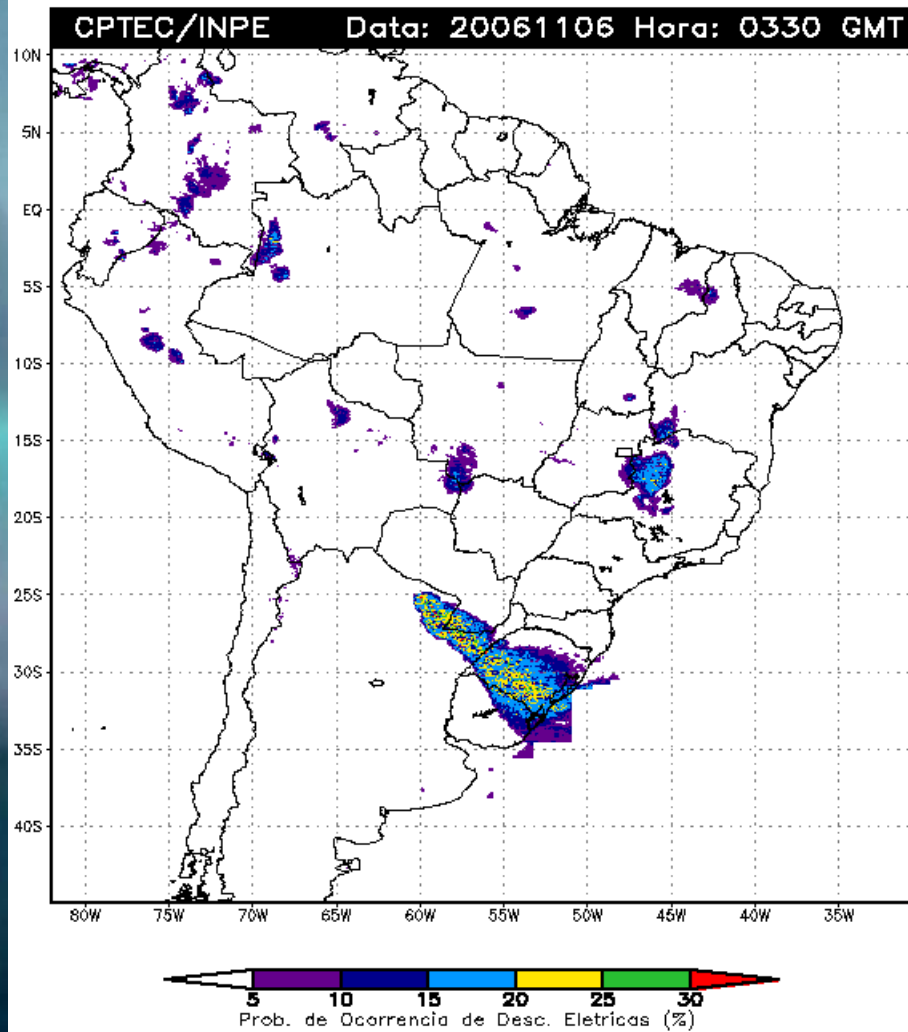 CPTEC/INPE Data: 20061106 Hora: 0330 GMT
10N
5N
EQ
5S
10S
15S
20S
25S
30S
35S
40S
80W 75W 70W 65W 60W 55W 50W 45W 40W 35W
5 10 15 20 25 30
Prob. de Ocorrencia de Desc. Eletricas (%)